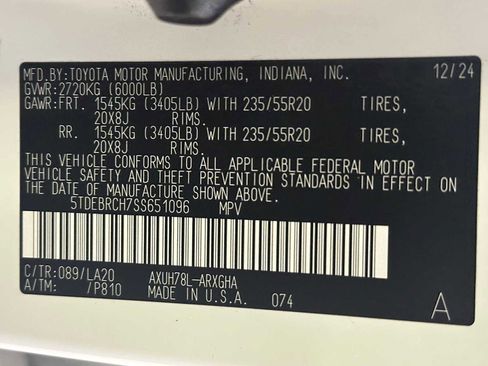 MFD.BY:TOYOTA MOTOR MANUFACTURING, INDIANA, INC. 12/24
GVWR:2720KG (6000LB)
GAWR:FRT. 1545KG (3405LB) WITH 235/55R20 TIRES,
20X8J RIMS.
RR. 1545KG (3405LB) WITH 235/55R20 TIRES,
20X8J RIMS.
THIS VEHICLE CONFORMS TO ALL APPLICABLE FEDERAL MOTOR
VEHICLE SAFETY AND THEFT PREVENTION STANDARDS IN EFFECT
ON THE DATE OF MANUFACTURE SHOWN ABOVE.
5TDEBRCH7SS651096 MPV
C/TR:089/LA20 AXUH78L-ARXGHA
A/TM: /P810 MADE IN U.S.A. 074 A